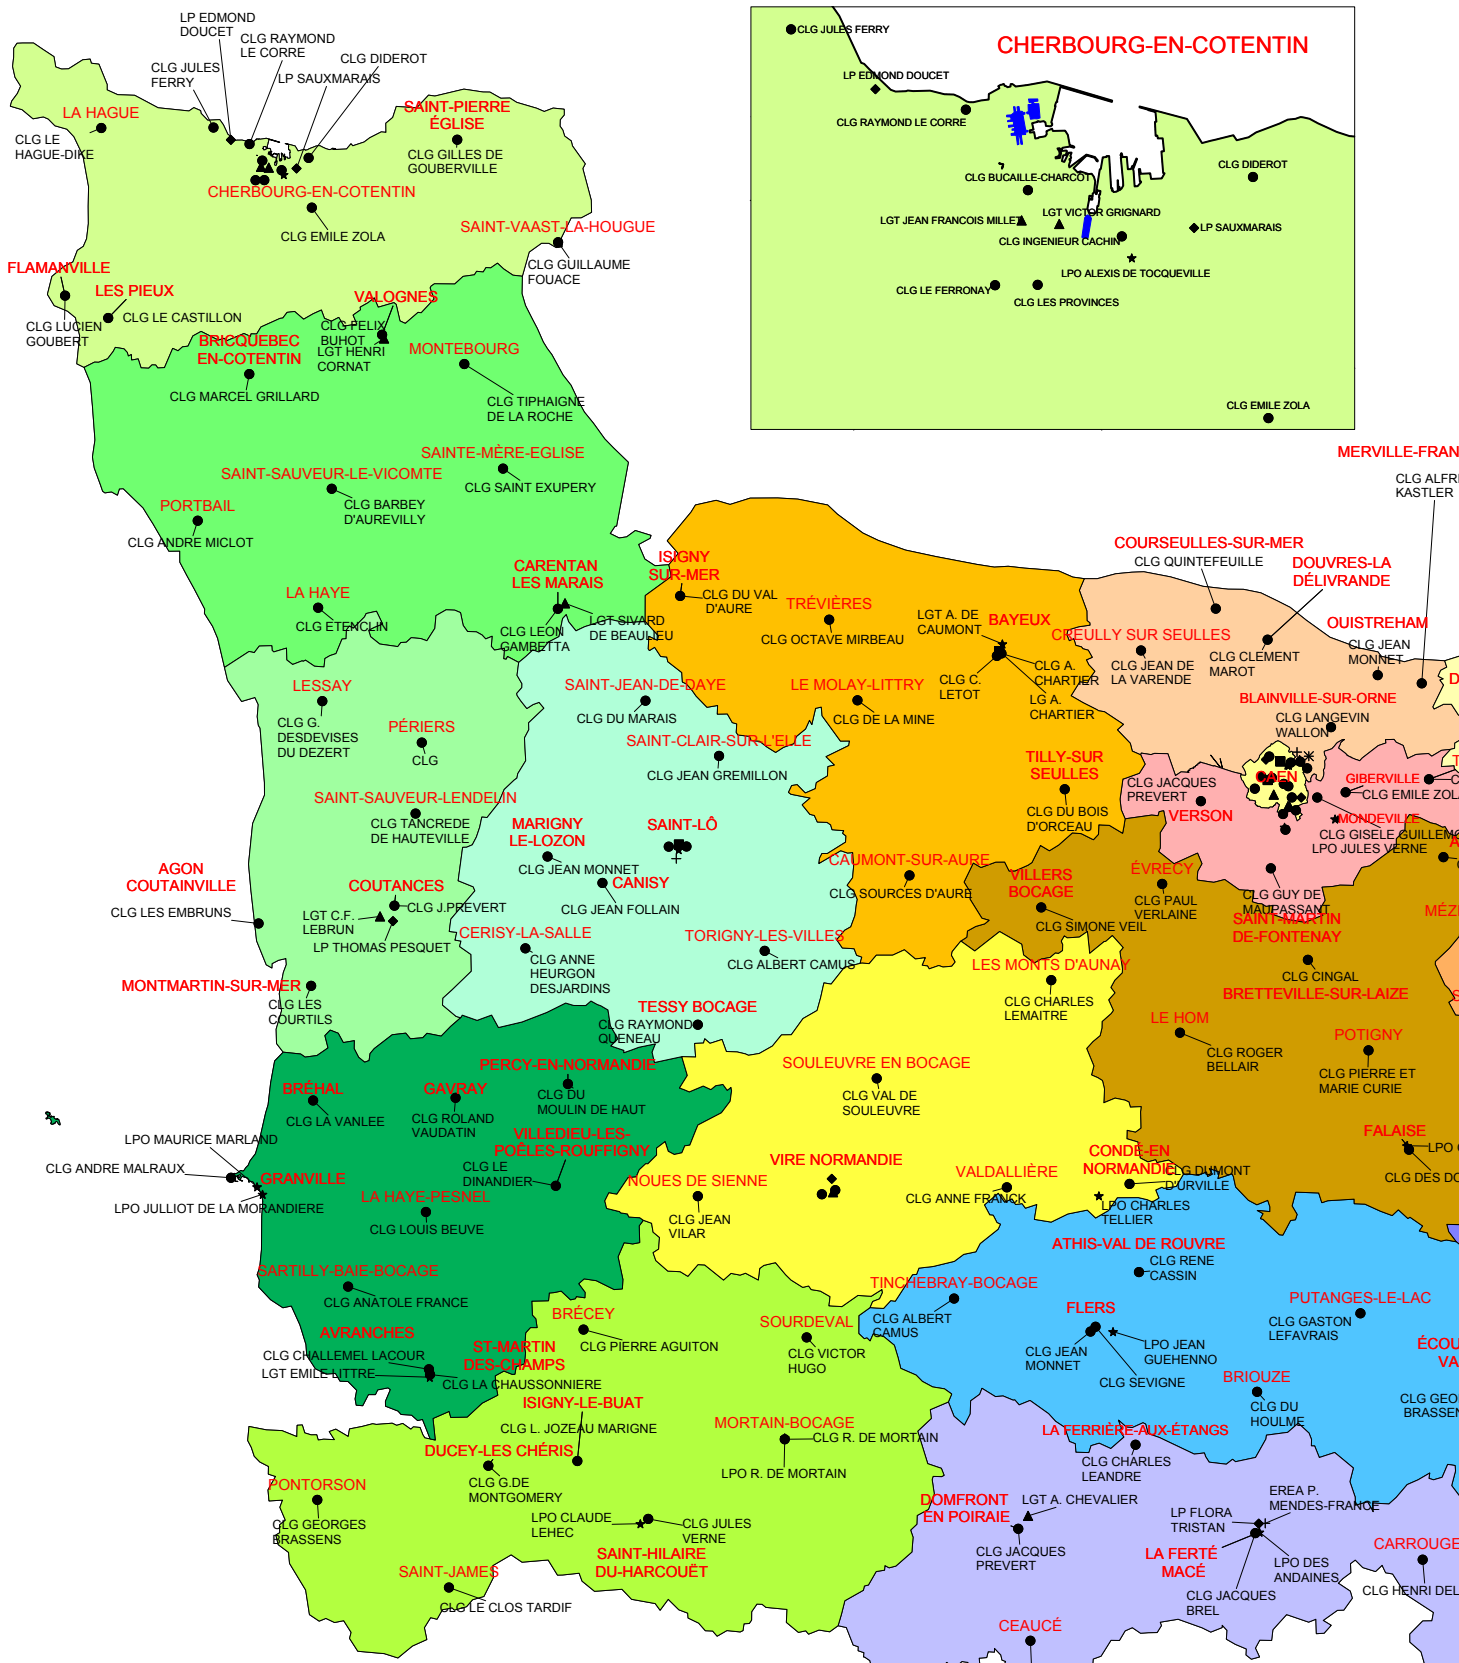 LP EDMOND
DOUCET
CLG RAYMOND
LE CORRE
CLG JULES
FERRY
LP SAUXMARAIS
CLG DIDEROT
LA HAGUE
CLG LE
HAGUE-DIKE
SAINT-PIERRE
ÉGLISE
CLG GILLES DE
GOUBERVILLE
CHERBOURG-EN-COTENTIN
CLG EMILE ZOLA
SAINT-VAAST-LA-HOUGUE
CLG GUILLAUME
FOUACE
FLAMANVILLE
CLG LUCIEN
GOUBERT
LES PIEUX
CLG LE CASTILLON
VALOGNES
CLG FELIX
BUHOT
LGT HENRI
CORNAT
BRICQUEBEC
EN-COTENTIN
CLG MARCEL GRILLARD
MONTEBOURG
CLG TIPHAIGNE
DE LA ROCHE
SAINTE-MÈRE-EGLISE
CLG SAINT EXUPERY
SAINT-SAUVEUR-LE-VICOMTE
CLG BARBEY
D'AUREVILLY
PORTBAIL
CLG ANDRE MICLOT
LA HAYE
CLG ETENCLIN
CARENTAN
LES MARAIS
CLG LEON
GAMBETTA
LGT SIVARD
DE BEAULIEU
CHERBOURG-EN-COTENTIN
CLG JULES FERRY
LP EDMOND DOUCET
CLG RAYMOND LE CORRE
CLG BUCAILLE-CHARCOT
CLG DIDEROT
LGT JEAN FRANCOIS MILLET
LGT VICTOR GRIGNARD
LP SAUXMARAIS
CLG INGENIEUR CACHIN
LPO ALEXIS DE TOCQUEVILLE
CLG LE FERRONAY
CLG LES PROVINCES
CLG EMILE ZOLA
MERVILLE-FRAN
CLG ALFR
KASTLER
ISIGNY
SUR-MER
CLG DU VAL
D'AURE
TRÉVIÈRES
CLG OCTAVE MIRBEAU
LGT A. DE
CAUMONT
BAYEUX
CLG C.
LETOT
CLG A.
CHARTIER
LG A.
CHARTIER
LE MOLAY-LITTRY
CLG DE LA MINE
COURSEULLES-SUR-MER
CLG QUINTEFEUILLE
DOUVRES-LA
DÉLIVRANDE
CLG CLEMENT
MAROT
CREULLY SUR SEULLES
CLG JEAN DE
LA VARENDE
OUISTREHAM
CLG JEAN
MONNET
BLAINVILLE-SUR-ORNE
CLG LANGEVIN
WALLON
D
LESSAY
CLG G.
DESDEVISES
DU DEZERT
PÉRIERS
CLG
SAINT-JEAN-DE-DAYE
CLG DU MARAIS
SAINT-CLAIR-SUR-L'ELLE
CLG JEAN GREMILLON
TILLY-SUR
SEULLES
CLG DU BOIS
D'ORCEAU
CLG JACQUES
PREVERT
VERSON
CAEN
GIBERVILLE
CLG EMILE ZOLA
MONDEVILLE
CLG GISELE GUILLEMO
LPO JULES VERNE
CLG GUY DE
MAUPASSANT
SAINT-SAUVEUR-LENDELIN
CLG TANCREDE
DE HAUTEVILLE
MARIGNY
LE-LOZON
CLG JEAN MONNET
SAINT-LÔ
CANISY
CLG JEAN FOLLAIN
CAUMONT-SUR-AURE
CLG SOURCES D'AURE
VILLERS
BOCAGE
CLG SIMONE VEIL
ÉVRECY
CLG PAUL
VERLAINE
SAINT-MARTIN
DE-FONTENAY
CLG CINGAL
BRETTEVILLE-SUR-LAIZE
MÉZI
AGON
COUTAINVILLE
CLG LES EMBRUNS
COUTANCES
CLG J.PREVERT
LGT C.F.
LEBRUN
LP THOMAS PESQUET
CERISY-LA-SALLE
CLG ANNE
HEURGON
DESJARDINS
TORIGNY-LES-VILLES
CLG ALBERT CAMUS
LES MONTS D'AUNAY
CLG CHARLES
LEMAITRE
MONTMARTIN-SUR-MER
CLG LES
COURTILS
TESSY BOCAGE
CLG RAYMOND
QUENEAU
LE HOM
CLG ROGER
BELLAIR
POTIGNY
CLG PIERRE ET
MARIE CURIE
SOULEUVRE EN BOCAGE
CLG VAL DE
SOULEUVRE
PERCY-EN-NORMANDIE
CLG DU
MOULIN DE HAUT
BRÉHAL
CLG LA VANLEE
GAVRAY
CLG ROLAND
VAUDATIN
VILLEDIEU-LES-
POÊLES-ROUFFIGNY
CLG LE
DINANDIER
FALAISE
LPO
CLG DES DO
LPO MAURICE MARLAND
CLG ANDRE MALRAUX
GRANVILLE
LPO JULLIOT DE LA MORANDIERE
LA HAYE-PESNEL
CLG LOUIS BEUVE
NOUES DE SIENNE
CLG JEAN
VILAR
VIRE NORMANDIE
VALDALLIÈRE
CLG ANNE FRANCK
CONDÉ-EN
NORMANDIE
CLG DUMONT
D'URVILLE
LPO CHARLES
TELLIER
SARTILLY-BAIE-BOCAGE
CLG ANATOLE FRANCE
ATHIS-VAL DE ROUVRE
CLG RENE
CASSIN
TINCHEBRAY-BOCAGE
CLG ALBERT
CAMUS
FLERS
CLG JEAN
MONNET
LPO JEAN
GUEHENNO
CLG SEVIGNE
PUTANGES-LE-LAC
CLG GASTON
LEFAVRAIS
ÉCOU
VA
CLG GEO
BRASSEN
BRIOUZE
CLG DU
HOULME
AVRANCHES
CLG CHALLEMEL LACOUR
LGT EMILE LITTRE
ST-MARTIN
DES-CHAMPS
CLG LA CHAUSSONNIERE
BRÉCEY
CLG PIERRE AGUITON
SOURDEVAL
CLG VICTOR
HUGO
ISIGNY-LE-BUAT
CLG L. JOZEAU MARIGNE
MORTAIN-BOCAGE
CLG R. DE MORTAIN
LPO R. DE MORTAIN
DUCEY-LES CHÉRIS
CLG G.DE
MONTGOMERY
PONTORSON
CLG GEORGES
BRASSENS
LPO CLAUDE
LEHEC
CLG JULES
VERNE
SAINT-HILAIRE
DU-HARCOUËT
SAINT-JAMES
CLG LE CLOS TARDIF
LA FERRIÈRE-AUX-ÉTANGS
CLG CHARLES
LEANDRE
DOMFRONT
EN POIRAIE
LGT A. CHEVALIER
CLG JACQUES
PREVERT
EREA P.
MENDES-FRANCE
LP FLORA
TRISTAN
LA FERTÉ
MACÉ
LPO DES
ANDAINES
CLG JACQUES
BREL
CARROUGE
CLG HENRI DEL
CEAUCÉ